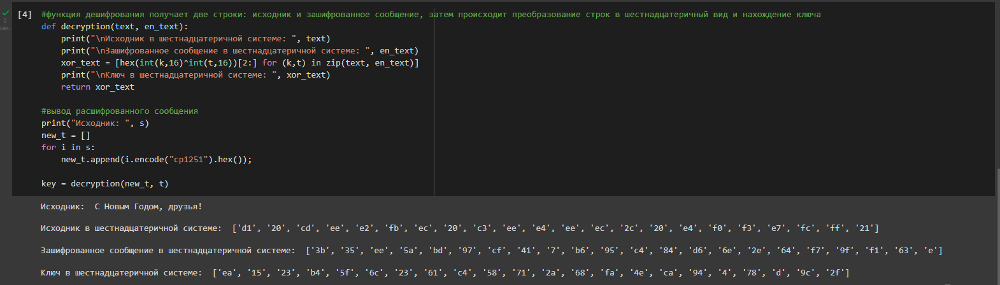 [4] #функция дешифрования получает две строки: исходник и зашифрованное сообщение, затем происходит преобразование строк в шестнадцатеричный вид и нахождение ключа
0
сек.
def decryption(text, en_text):
    print("\nИсходник в шестнадцатеричной системе: ", text)
    print("\nЗашифрованное сообщение в шестнадцатеричной системе: ", en_text)
    xor_text = [hex(int(k,16)^int(t,16))[2:] for (k,t) in zip(text, en_text)]
    print("\nКлюч в шестнадцатеричной системе: ", xor_text)
    return xor_text
#вывод расшифрованного сообщения
print("Исходник: ", s)
new_t = []
for i in s:
    new_t.append(i.encode("cp1251").hex());
key = decryption(new_t, t)
Исходник:  С Новым Годом, друзья!
Исходник в шестнадцатеричной системе:  ['d1', '20', 'cd', 'ee', 'e2', 'fb', 'ec', '20', 'c3', 'ee', 'e4', 'ee', 'ec', '2c', '20', 'e4', 'f0', 'f3', 'e7', 'fc', 'ff', '21']
Зашифрованное сообщение в шестнадцатеричной системе:  ['3b', '35', 'ee', '5a', 'bd', '97', 'cf', '41', '7', 'b6', '95', 'c4', '84', 'd6', '6e', '2e', '64', 'f7', '9f', 'f1', '63', 'e']
Ключ в шестнадцатеричной системе:  ['ea', '15', '23', 'b4', '5f', '6c', '23', '61', 'c4', '58', '71', '2a', '68', 'fa', '4e', 'ca', '94', '4', '78', 'd', '9c', '2f']